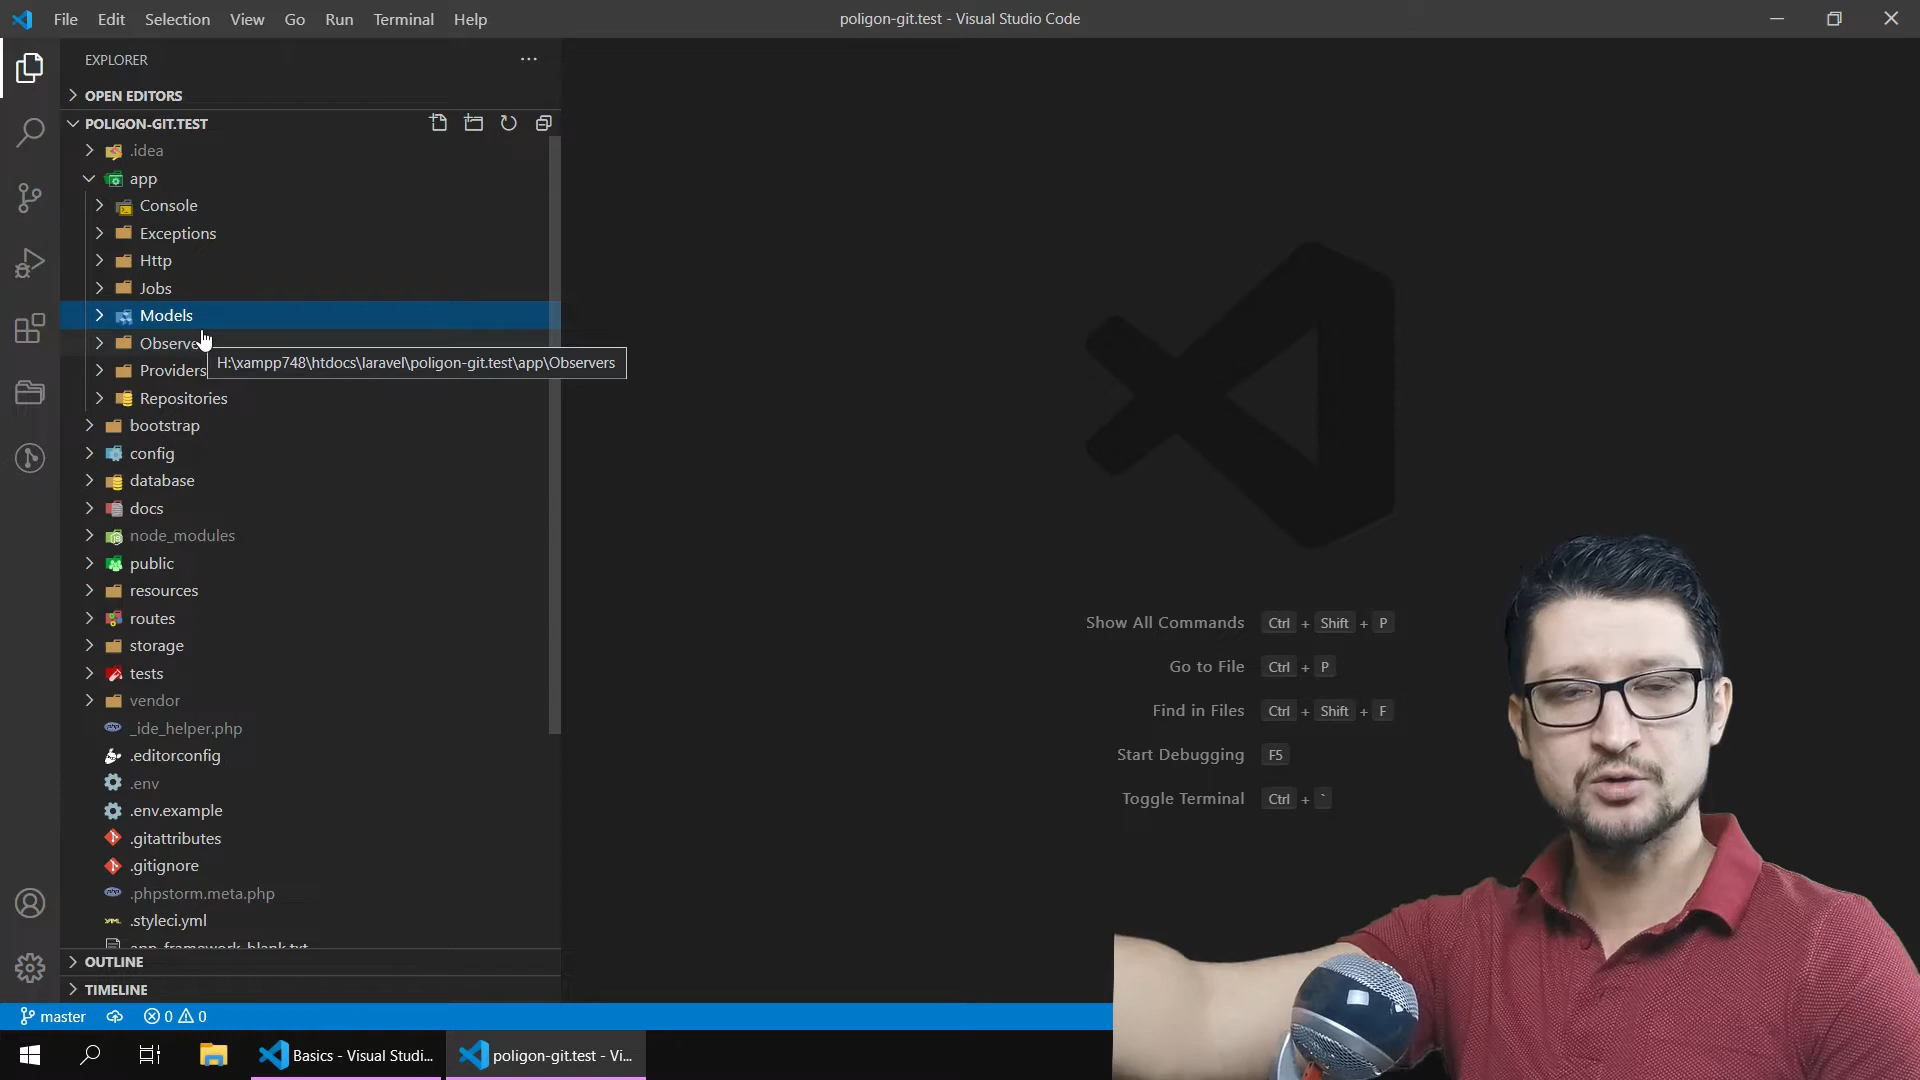 File Edit Selection View Go Run Terminal Help
poligon-git.test - Visual Studio Code
EXPLORER
OPEN EDITORS
POLIGON-GIT.TEST
.idea
app
Console
Exceptions
Http
Jobs
Models
Observe
H:\xampp748\htdocs\laravel\poligon-git.test\app\Observers
Providers
Repositories
bootstrap
config
database
docs
node_modules
public
resources
routes
storage
tests
vendor
_ide_helper.php
.editorconfig
.env
.env.example
.gitattributes
.gitignore
.phpstorm.meta.php
.styleci.yml
app_framework_blank.txt
OUTLINE
TIMELINE
Show All Commands Ctrl + Shift + P
Go to File Ctrl + P
Find in Files Ctrl + Shift + F
Start Debugging F5
Toggle Terminal Ctrl + `
master 0 0
Basics - Visual Studi...
poligon-git.test - Vi...